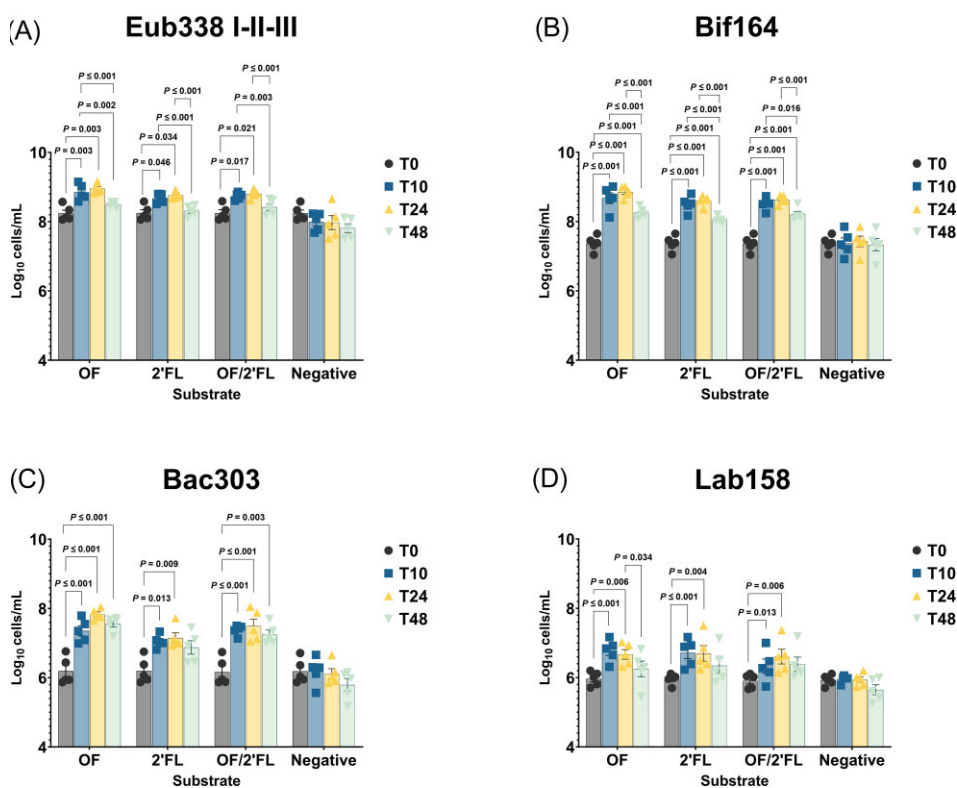 (A) Eub338 I-II-III
P ≤ 0.001
P ≤ 0.001 P = 0.003
P = 0.002 P ≤ 0.001 P = 0.021
P = 0.003 P = 0.034
P = 0.003 P = 0.046 P = 0.017
Log10 cells/mL
10
8
6
4
OF 2'FL OF/2'FL Negative
Substrate
T0
T10
T24
T48
(B) Bif164
P ≤ 0.001
P ≤ 0.001 P ≤ 0.001 P = 0.016
P ≤ 0.001 P ≤ 0.001 P ≤ 0.001
P ≤ 0.001 P ≤ 0.001 P ≤ 0.001
P ≤ 0.001 P ≤ 0.001 P ≤ 0.001
Log10 cells/mL
10
8
6
4
OF 2'FL OF/2'FL Negative
Substrate
T0
T10
T24
T48
(C) Bac303
P ≤ 0.001 P = 0.003
P ≤ 0.001 P = 0.009 P ≤ 0.001
P ≤ 0.001 P = 0.013 P ≤ 0.001
Log10 cells/mL
10
8
6
4
OF 2'FL OF/2'FL Negative
Substrate
T0
T10
T24
T48
(D) Lab158
P = 0.034
P = 0.006 P = 0.004 P = 0.006
P ≤ 0.001 P ≤ 0.001 P = 0.013
Log10 cells/mL
10
8
6
4
OF 2'FL OF/2'FL Negative
Substrate
T0
T10
T24
T48